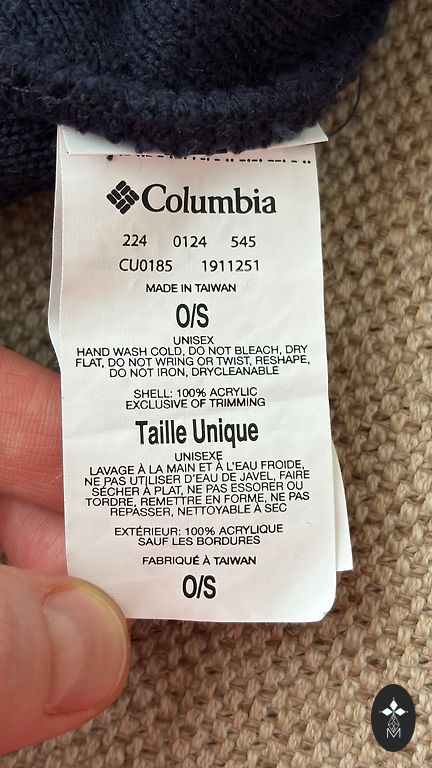 Columbia
224 0124 545
CU0185 1911251
MADE IN TAIWAN
O/S
UNISEX
HAND WASH COLD, DO NOT BLEACH, DRY
FLAT, DO NOT WRING OR TWIST, RESHAPE,
DO NOT IRON, DRYCLEANABLE
SHELL: 100% ACRYLIC
EXCLUSIVE OF TRIMMING
Taille Unique
UNISEXE
LAVAGE À LA MAIN ET À L'EAU FROIDE,
NE PAS UTILISER D'EAU DE JAVEL, FAIRE
SÉCHER À PLAT, NE PAS ESSORER OU
TORDRE, REMETTRE EN FORME, NE PAS
REPASSER, NETTOYABLE À SEC
EXTÉRIEUR: 100% ACRYLIQUE
SAUF LES BORDURES
FABRIQUÉ À TAIWAN
O/S